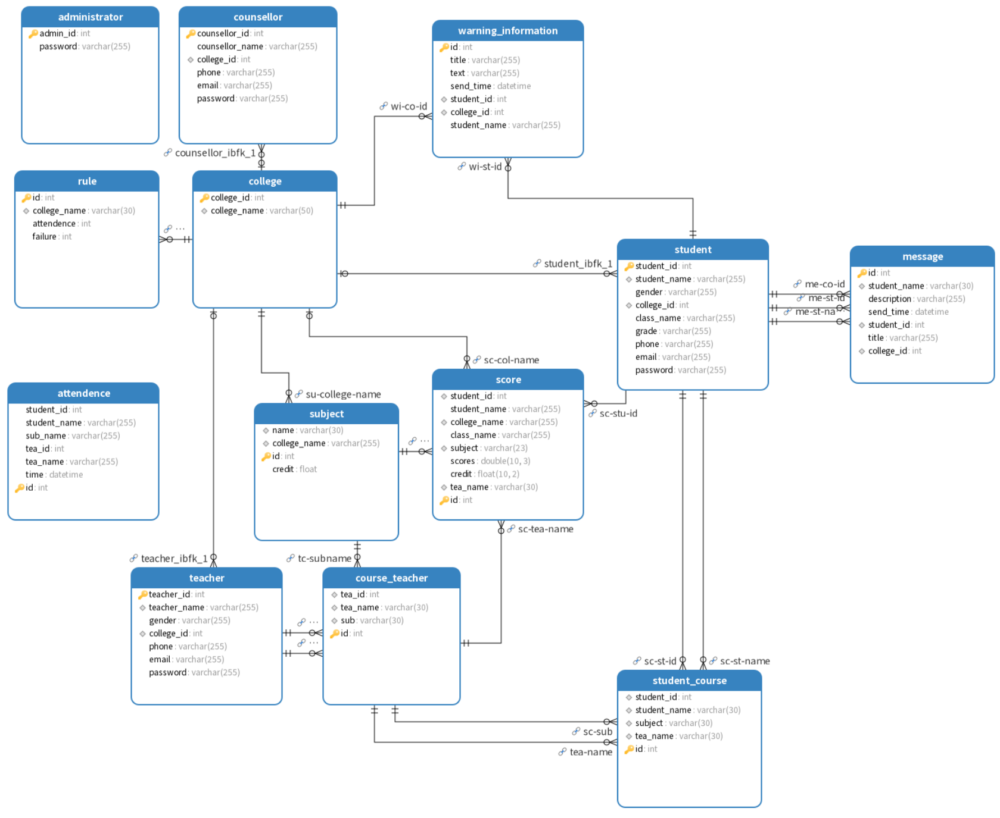 administrator
admin_id: int
password: varchar(255)
counsellor
counsellor_id: int
counsellor_name: varchar(255)
college_id: int
phone: varchar(255)
email: varchar(255)
password: varchar(255)
warning_information
id: int
title: varchar(255)
text: varchar(255)
send_time: datetime
student_id: int
college_id: int
student_name: varchar(255)
wi-co-id
counsellor_ibfk_1
wi-st-id
rule
id: int
college_name: varchar(30)
attendence: int
failure: int
...
college
college_id: int
college_name: varchar(50)
student_ibfk_1
student
student_id: int
student_name: varchar(255)
gender: varchar(255)
college_id: int
class_name: varchar(255)
grade: varchar(255)
phone: varchar(255)
email: varchar(255)
password: varchar(255)
me-co-id
me-st-id
me-st-na...
message
id: int
student_name: varchar(30)
description: varchar(255)
send_time: datetime
student_id: int
title: varchar(255)
college_id: int
sc-col-name
su-college-name
sc-stu-id
attendence
student_id: int
student_name: varchar(255)
sub_name: varchar(255)
tea_id: int
tea_name: varchar(255)
time: datetime
id: int
subject
name: varchar(30)
college_name: varchar(255)
id: int
credit: float
...
score
student_id: int
student_name: varchar(255)
college_name: varchar(255)
class_name: varchar(255)
subject: varchar(23)
scores: double(10, 3)
credit: float(10, 2)
tea_name: varchar(30)
id: int
sc-tea-name
teacher_ibfk_1
tc-subname
teacher
teacher_id: int
teacher_name: varchar(255)
gender: varchar(255)
college_id: int
phone: varchar(255)
email: varchar(255)
password: varchar(255)
...
...
course_teacher
tea_id: int
tea_name: varchar(30)
sub: varchar(30)
id: int
sc-st-id
sc-st-name
student_course
student_id: int
student_name: varchar(30)
subject: varchar(30)
tea_name: varchar(30)
id: int
sc-sub
tea-name